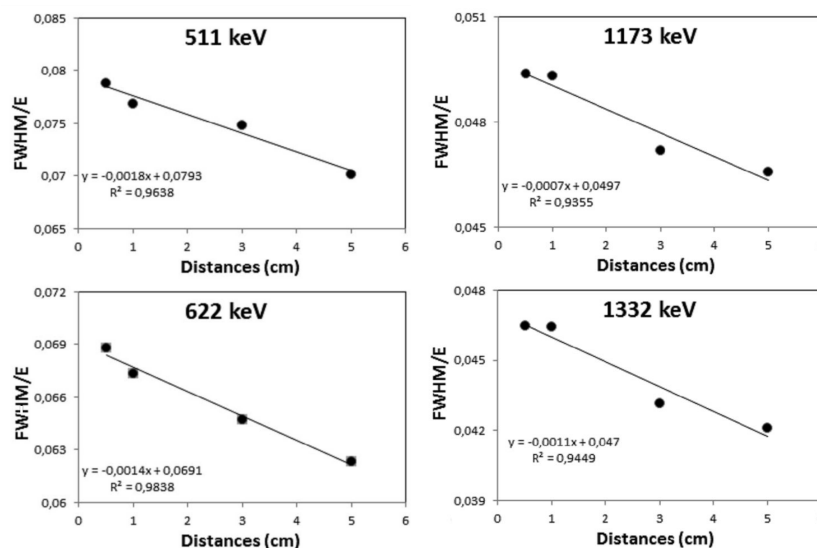 511 keV
FWHM/E
0,085
0,08
0,075
0,07
0,065
y = -0,0018x + 0,0793
R² = 0,9638
0 1 2 3 4 5 6
Distances (cm)
1173 keV
FWHM/E
0,051
0,048
0,045
y = -0,0007x + 0,0497
R² = 0,9355
0 1 2 3 4 5
Distances (cm)
622 keV
FWHM/E
0,072
0,069
0,066
0,063
0,06
y = -0,0014x + 0,0691
R² = 0,9838
0 1 2 3 4 5 6
Distances (cm)
1332 keV
FWHM/E
0,048
0,045
0,042
0,039
y = -0,0011x + 0,047
R² = 0,9449
0 1 2 3 4 5
Distances (cm)